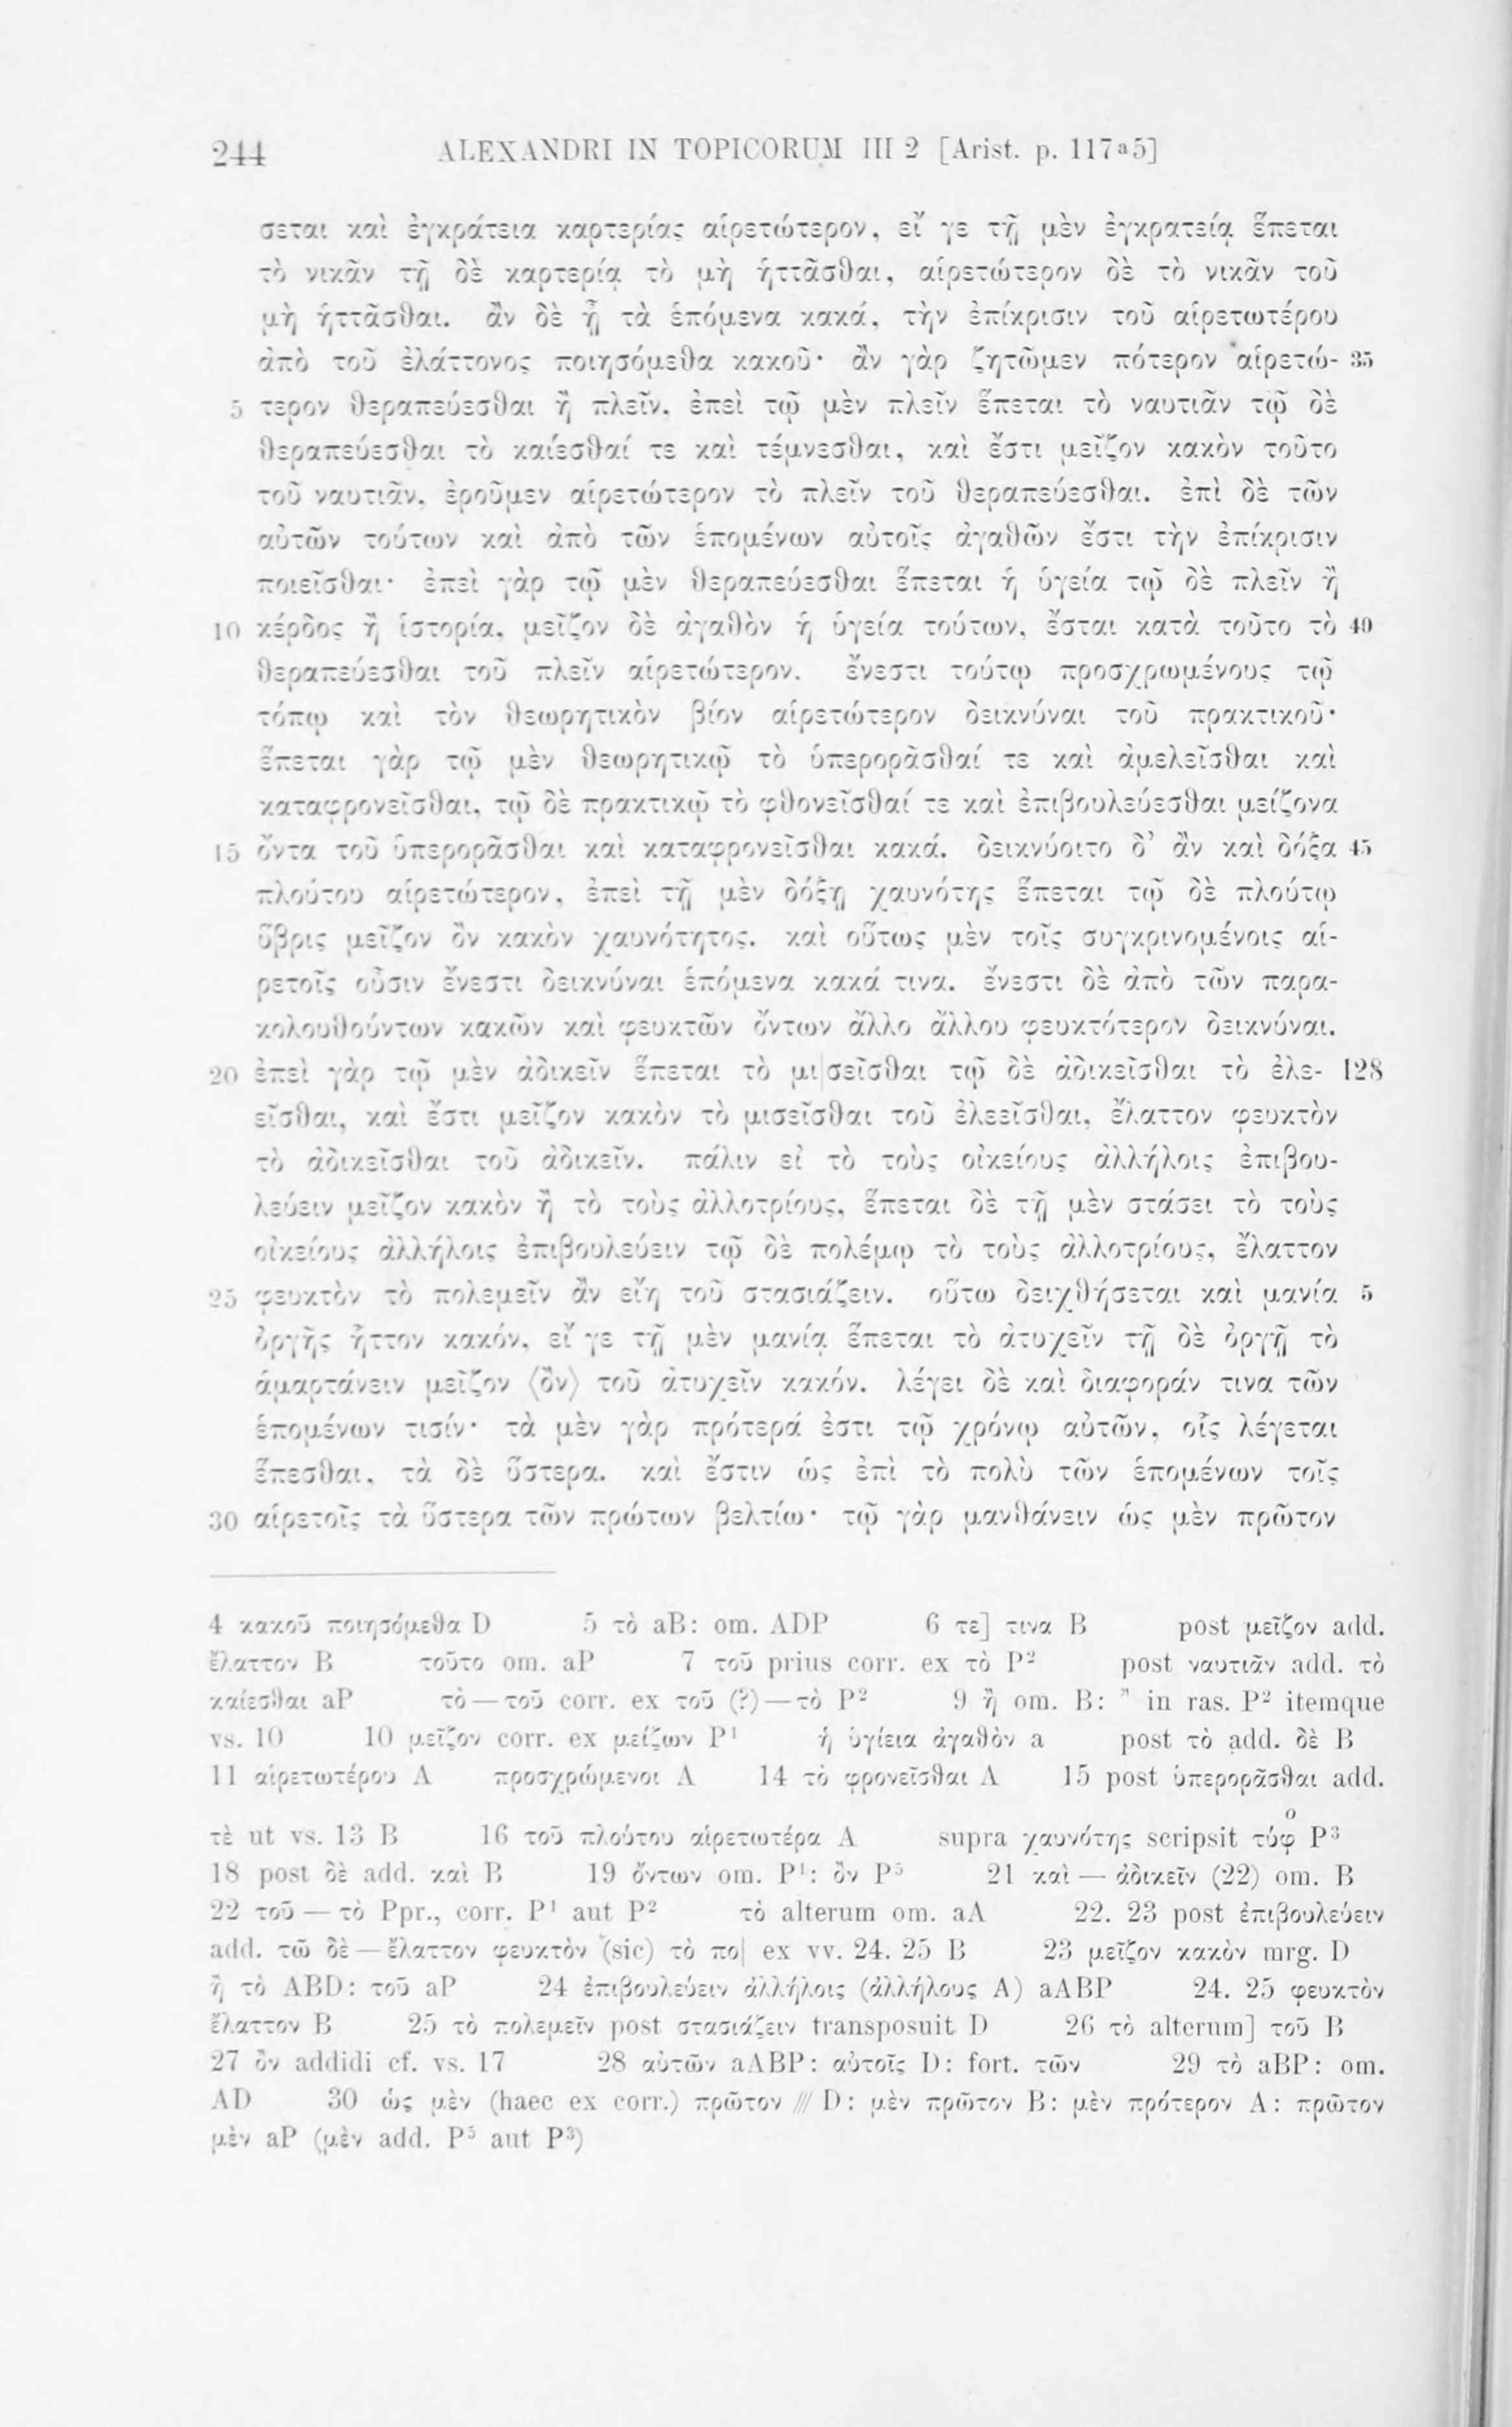 244 ALEXANDRI IN TOPICORUM III 2 [Arist. p. 117ᵃ5]
σεται καὶ ἐγκράτεια καρτερίας αἱρετώτερον, εἴ γε τῇ μὲν ἐγκρατείᾳ ἕπεται
τὸ νικᾶν τῇ δὲ καρτερίᾳ τὸ μὴ ἡττᾶσθαι, αἱρετώτερον δὲ τὸ νικᾶν τοῦ
μὴ ἡττᾶσθαι. ἂν δὲ ᾖ τὰ ἑπόμενα κακά, τὴν ἐπίκρισιν τοῦ αἱρετωτέρου
ἀπὸ τοῦ ἐλάττονος ποιησόμεθα κακοῦ· ἂν γὰρ ζητῶμεν πότερον αἱρετώ- 35
5 τερον θεραπεύεσθαι ἢ πλεῖν, ἐπεὶ τῷ μὲν πλεῖν ἕπεται τὸ ναυτιᾶν τῷ δὲ
θεραπεύεσθαι τὸ καίεσθαί τε καὶ τέμνεσθαι, καὶ ἔστι μεῖζον κακὸν τοῦτο
τοῦ ναυτιᾶν, ἐροῦμεν αἱρετώτερον τὸ πλεῖν τοῦ θεραπεύεσθαι. ἐπὶ δὲ τῶν
αὐτῶν τούτων καὶ ἀπὸ τῶν ἑπομένων αὐτοῖς ἀγαθῶν ἔστι τὴν ἐπίκρισιν
ποιεῖσθαι· ἐπεὶ γὰρ τῷ μὲν θεραπεύεσθαι ἕπεται ἡ ὑγεία τῷ δὲ πλεῖν ἢ
10 κέρδος ἢ ἱστορία, μεῖζον δὲ ἀγαθὸν ἡ ὑγεία τούτων, ἔσται κατὰ τοῦτο τὸ 40
θεραπεύεσθαι τοῦ πλεῖν αἱρετώτερον. ἔνεστι τούτῳ προσχρωμένους τῷ
τόπῳ καὶ τὸν θεωρητικὸν βίον αἱρετώτερον δεικνύναι τοῦ πρακτικοῦ·
ἕπεται γὰρ τῷ μὲν θεωρητικῷ τὸ ὑπερορᾶσθαί τε καὶ ἀμελεῖσθαι καὶ
καταφρονεῖσθαι, τῷ δὲ πρακτικῷ τὸ φθονεῖσθαί τε καὶ ἐπιβουλεύεσθαι μείζονα
15 ὄντα τοῦ ὑπερορᾶσθαι καὶ καταφρονεῖσθαι κακά. δεικνύοιτο δ’ ἂν καὶ δόξα 45
πλούτου αἱρετώτερον, ἐπεὶ τῇ μὲν δόξῃ χαυνότης ἕπεται τῷ δὲ πλούτῳ
ὕβρις μεῖζον ὂν κακὸν χαυνότητος. καὶ οὕτως μὲν τοῖς συγκρινομένοις αἱ-
ρετοῖς οὖσιν ἔνεστι δεικνύναι ἑπόμενα κακά τινα. ἔνεστι δὲ ἀπὸ τῶν παρα-
κολουθούντων κακῶν καὶ φευκτῶν ὄντων ἄλλο ἄλλου φευκτότερον δεικνύναι.
20 ἐπεὶ γὰρ τῷ μὲν ἀδικεῖν ἕπεται τὸ μι|σεῖσθαι τῷ δὲ ἀδικεῖσθαι τὸ ἐλε- 128
εῖσθαι, καὶ ἔστι μεῖζον κακὸν τὸ μισεῖσθαι τοῦ ἐλεεῖσθαι, ἔλαττον φευκτὸν
τὸ ἀδικεῖσθαι τοῦ ἀδικεῖν. πάλιν εἰ τὸ τοὺς οἰκείους ἀλλήλοις ἐπιβου-
λεύειν μεῖζον κακὸν ἢ τὸ τοὺς ἀλλοτρίους, ἕπεται δὲ τῇ μὲν στάσει τὸ τοὺς
οἰκείους ἀλλήλοις ἐπιβουλεύειν τῷ δὲ πολέμῳ τὸ τοὺς ἀλλοτρίους, ἔλαττον
25 φευκτὸν τὸ πολεμεῖν ἂν εἴη τοῦ στασιάζειν. οὕτω δειχθήσεται καὶ μανία 5
ὀργῆς ἧττον κακόν, εἴ γε τῇ μὲν μανίᾳ ἕπεται τὸ ἀτυχεῖν τῇ δὲ ὀργῇ τὸ
ἁμαρτάνειν μεῖζον ⟨ὂν⟩ τοῦ ἀτυχεῖν κακόν. λέγει δὲ καὶ διαφοράν τινα τῶν
ἑπομένων τισίν· τὰ μὲν γὰρ πρότερά ἐστι τῷ χρόνῳ αὐτῶν, οἷς λέγεται
ἕπεσθαι, τὰ δὲ ὕστερα. καὶ ἔστιν ὡς ἐπὶ τὸ πολὺ τῶν ἑπομένων τοῖς
30 αἱρετοῖς τὰ ὕστερα τῶν πρώτων βελτίω· τῷ γὰρ μανθάνειν ὡς μὲν πρῶτον
4 κακοῦ ποιησόμεθα D 5 τὸ aB: om. ADP 6 τε] τινα B post μεῖζον add.
ἔλαττον B τοῦτο om. aP 7 τοῦ prius corr. ex τὸ P² post ναυτιᾶν add. τὸ
καίεσθαι aP τὸ — τοῦ corr. ex τοῦ (?) — τὸ P² 9 ἢ om. B: ” in ras. P² itemque
vs. 10 10 μεῖζον corr. ex μείζων P¹ ἡ ὑγίεια ἀγαθὸν a post τὸ add. δὲ B
11 αἱρετωτέρου A προσχρώμενοι A 14 τὸ φρονεῖσθαι A 15 post ὑπερορᾶσθαι add.
τὲ ut vs. 13 B 16 τοῦ πλούτου αἱρετωτέρα A supra χαυνότης scripsit τύφ^ο P³
18 post δὲ add. καὶ B 19 ὄντων om. P¹: ὂν P⁵ 21 καὶ — ἀδικεῖν (22) om. B
22 τοῦ — τὸ Ppr., corr. P¹ aut P² τὸ alterum om. aA 22. 23 post ἐπιβουλεύειν
add. τῶ δὲ — ἔλαττον φευκτὸν (sic) τὸ πο| ex vv. 24. 25 B 23 μεῖζον κακὸν mrg. D
ἢ τὸ ABD: τοῦ aP 24 ἐπιβουλεύειν ἀλλήλοις (ἀλλήλους A) aABP 24. 25 φευκτὸν
ἔλαττον B 25 τὸ πολεμεῖν post στασιάζειν transposuit D 26 τὸ alterum] τοῦ B
27 ὂν addidi cf. vs. 17 28 αὐτῶν aABP: αὐτοῖς D: fort. τῶν 29 τὸ aBP: om.
AD 30 ὡς μὲν (haec ex corr.) πρῶτον /// D: μὲν πρῶτον B: μὲν πρότερον A: πρῶτον
μὲν aP (μὲν add. P⁵ aut P³)